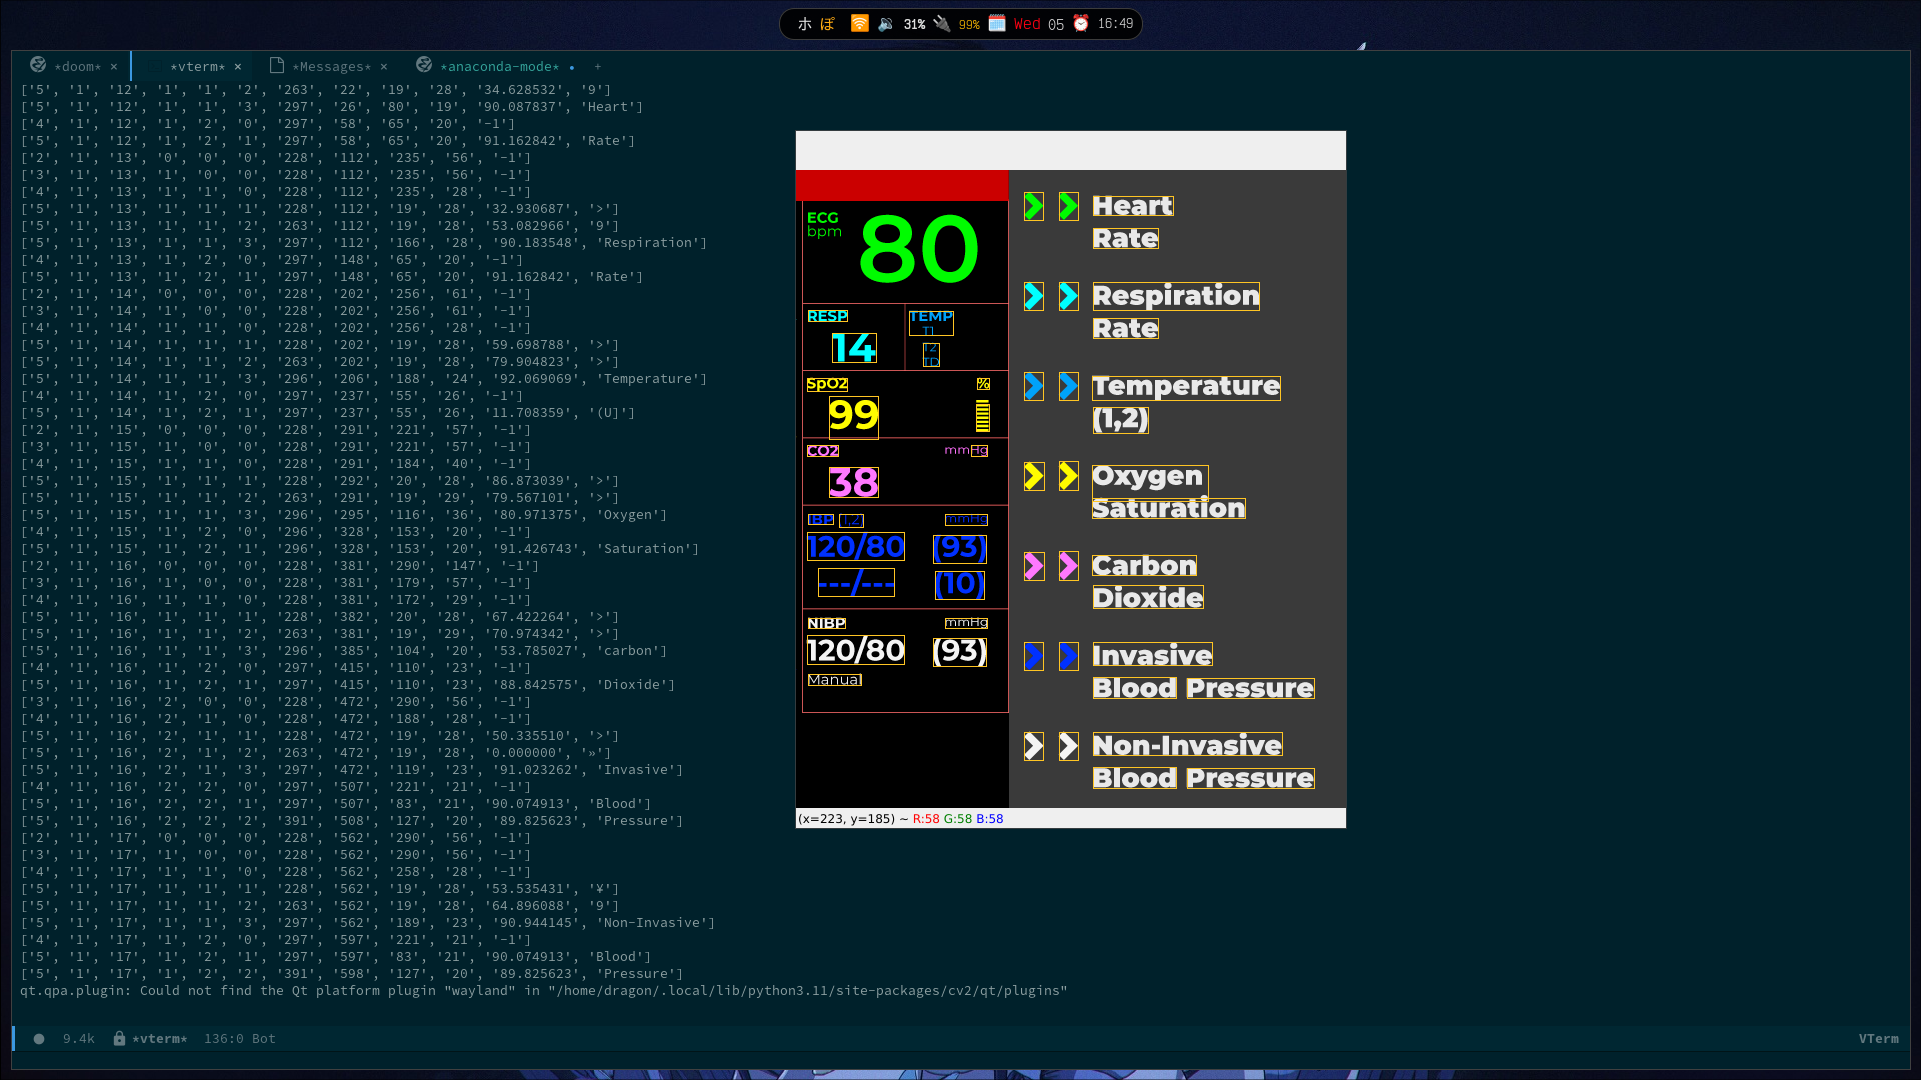 ホ ぽ 31% 99% Wed 05 16:49
*doom* × *vterm* × *Messages* × *anaconda-mode* • +
['5', '1', '12', '1', '1', '2', '263', '22', '19', '28', '34.628532', '9']
['5', '1', '12', '1', '1', '3', '297', '26', '80', '19', '90.087837', 'Heart']
['4', '1', '12', '1', '2', '0', '297', '58', '65', '20', '-1']
['5', '1', '12', '1', '2', '1', '297', '58', '65', '20', '91.162842', 'Rate']
['2', '1', '13', '0', '0', '0', '228', '112', '235', '56', '-1']
['3', '1', '13', '1', '0', '0', '228', '112', '235', '56', '-1']
['4', '1', '13', '1', '1', '0', '228', '112', '235', '28', '-1']
['5', '1', '13', '1', '1', '1', '228', '112', '19', '28', '32.930687', '>']
['5', '1', '13', '1', '1', '2', '263', '112', '19', '28', '53.082966', '9']
['5', '1', '13', '1', '1', '3', '297', '112', '166', '28', '90.183548', 'Respiration']
['4', '1', '13', '1', '2', '0', '297', '148', '65', '20', '-1']
['5', '1', '13', '1', '2', '1', '297', '148', '65', '20', '91.162842', 'Rate']
['2', '1', '14', '0', '0', '0', '228', '202', '256', '61', '-1']
['3', '1', '14', '1', '0', '0', '228', '202', '256', '61', '-1']
['4', '1', '14', '1', '1', '0', '228', '202', '256', '28', '-1']
['5', '1', '14', '1', '1', '1', '228', '202', '19', '28', '59.698788', '>']
['5', '1', '14', '1', '1', '2', '263', '202', '19', '28', '79.904823', '>']
['5', '1', '14', '1', '1', '3', '296', '206', '188', '24', '92.069069', 'Temperature']
['4', '1', '14', '1', '2', '0', '297', '237', '55', '26', '-1']
['5', '1', '14', '1', '2', '1', '297', '237', '55', '26', '11.708359', '(U]']
['2', '1', '15', '0', '0', '0', '228', '291', '221', '57', '-1']
['3', '1', '15', '1', '0', '0', '228', '291', '221', '57', '-1']
['4', '1', '15', '1', '1', '0', '228', '291', '184', '40', '-1']
['5', '1', '15', '1', '1', '1', '228', '292', '20', '28', '86.873039', '>']
['5', '1', '15', '1', '1', '2', '263', '291', '19', '29', '79.567101', '>']
['5', '1', '15', '1', '1', '3', '296', '295', '116', '36', '80.971375', 'Oxygen']
['4', '1', '15', '1', '2', '0', '296', '328', '153', '20', '-1']
['5', '1', '15', '1', '2', '1', '296', '328', '153', '20', '91.426743', 'Saturation']
['2', '1', '16', '0', '0', '0', '228', '381', '290', '147', '-1']
['3', '1', '16', '1', '0', '0', '228', '381', '179', '57', '-1']
['4', '1', '16', '1', '1', '0', '228', '381', '172', '29', '-1']
['5', '1', '16', '1', '1', '1', '228', '382', '20', '28', '67.422264', '>']
['5', '1', '16', '1', '1', '2', '263', '381', '19', '29', '70.974342', '>']
['5', '1', '16', '1', '1', '3', '296', '385', '104', '20', '53.785027', 'carbon']
['4', '1', '16', '1', '2', '0', '297', '415', '110', '23', '-1']
['5', '1', '16', '1', '2', '1', '297', '415', '110', '23', '88.842575', 'Dioxide']
['3', '1', '16', '2', '0', '0', '228', '472', '290', '56', '-1']
['4', '1', '16', '2', '1', '0', '228', '472', '188', '28', '-1']
['5', '1', '16', '2', '1', '1', '228', '472', '19', '28', '50.335510', '>']
['5', '1', '16', '2', '1', '2', '263', '472', '19', '28', '0.000000', '»']
['5', '1', '16', '2', '1', '3', '297', '472', '119', '23', '91.023262', 'Invasive']
['4', '1', '16', '2', '2', '0', '297', '507', '221', '21', '-1']
['5', '1', '16', '2', '2', '1', '297', '507', '83', '21', '90.074913', 'Blood']
['5', '1', '16', '2', '2', '2', '391', '508', '127', '20', '89.825623', 'Pressure']
['2', '1', '17', '0', '0', '0', '228', '562', '290', '56', '-1']
['3', '1', '17', '1', '0', '0', '228', '562', '290', '56', '-1']
['4', '1', '17', '1', '1', '0', '228', '562', '258', '28', '-1']
['5', '1', '17', '1', '1', '1', '228', '562', '19', '28', '53.535431', '¥']
['5', '1', '17', '1', '1', '2', '263', '562', '19', '28', '64.896088', '9']
['5', '1', '17', '1', '1', '3', '297', '562', '189', '23', '90.944145', 'Non-Invasive']
['4', '1', '17', '1', '2', '0', '297', '597', '221', '21', '-1']
['5', '1', '17', '1', '2', '1', '297', '597', '83', '21', '90.074913', 'Blood']
['5', '1', '17', '1', '2', '2', '391', '598', '127', '20', '89.825623', 'Pressure']
qt.qpa.plugin: Could not find the Qt platform plugin "wayland" in "/home/dragon/.local/lib/python3.11/site-packages/cv2/qt/plugins"
ECG
bpm
80
RESP TEMP
T1
14
T2
TD
SpO2 %
99
CO2 mmHg
38
IBP (1,2) mmHg
120/80 (93)
---/--- (10)
NIBP mmHg
120/80 (93)
Manual
Heart
Rate
Respiration
Rate
Temperature
(1,2)
Oxygen
Saturation
Carbon
Dioxide
Invasive
Blood Pressure
Non-Invasive
Blood Pressure
(x=223, y=185) ~ R:58 G:58 B:58
9.4k *vterm* 136:0 Bot VTerm